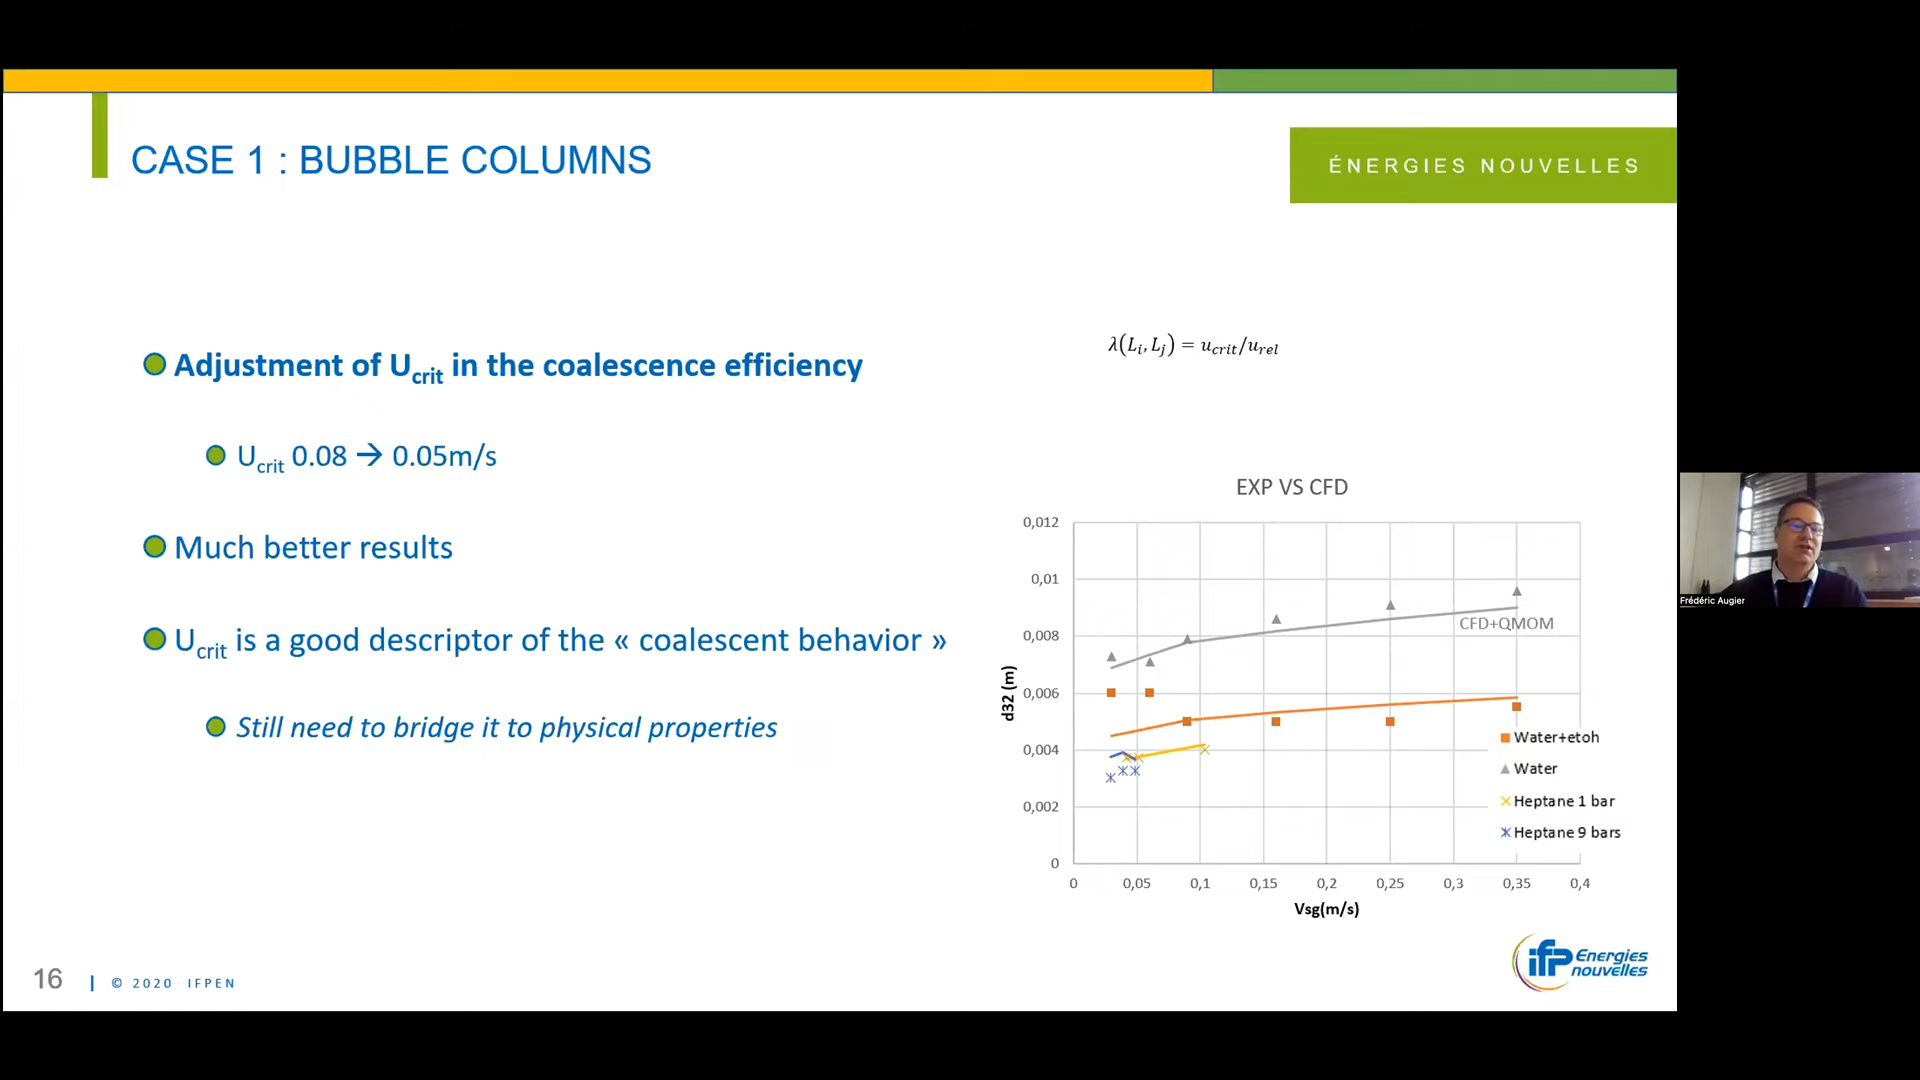 CASE 1 : BUBBLE COLUMNS
ÉNERGIES NOUVELLES
Adjustment of Ucrit in the coalescence efficiency
Ucrit 0.08 → 0.05m/s
Much better results
Ucrit is a good descriptor of the « coalescent behavior »
Still need to bridge it to physical properties
λ(Li, Lj) = ucrit/urel
EXP VS CFD
0,012
0,01
0,008
0,006
0,004
0,002
0
d32 (m)
CFD+QMOM
Water+etoh
Water
Heptane 1 bar
Heptane 9 bars
0 0,05 0,1 0,15 0,2 0,25 0,3 0,35 0,4
Vsg(m/s)
16 | © 2020 IFPEN
ifp Energies
nouvelles
Frédéric Augier